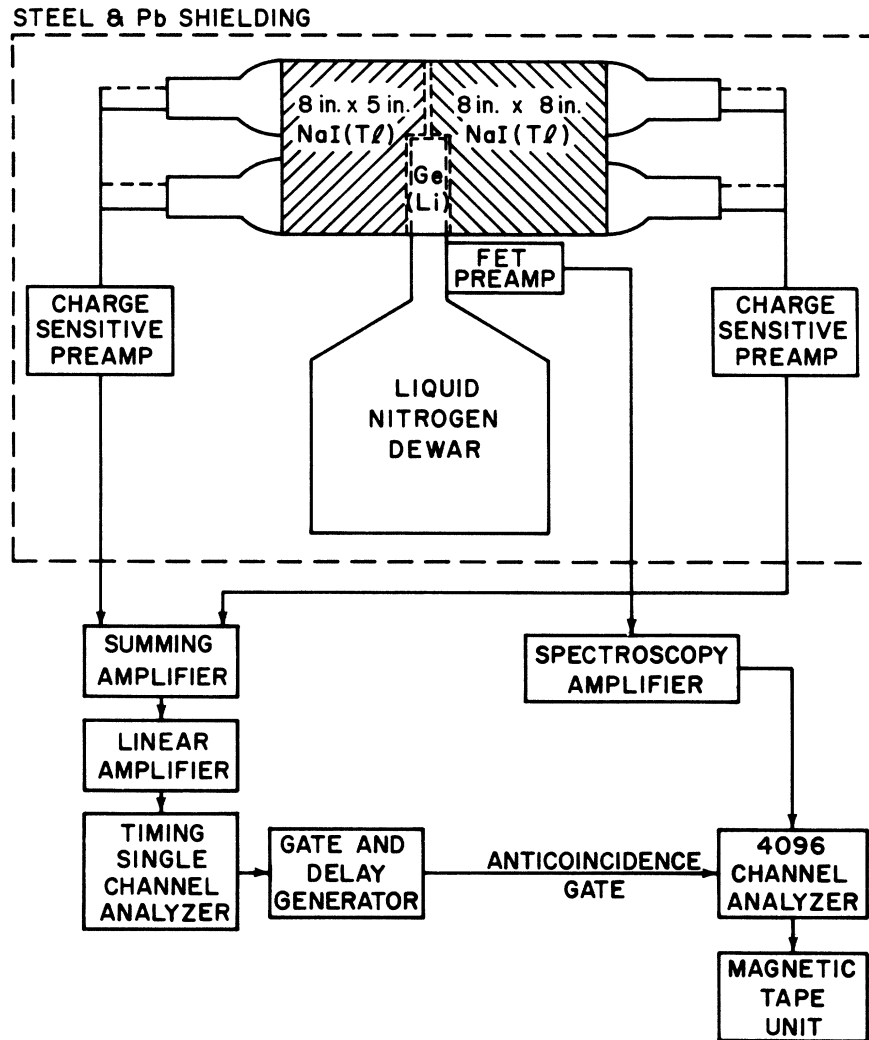 STEEL & Pb SHIELDING
8 in. x 5 in.
NaI(Tℓ)
8 in. x 8 in.
NaI(Tℓ)
Ge
(Li)
FET
PREAMP
CHARGE
SENSITIVE
PREAMP
LIQUID
NITROGEN
DEWAR
CHARGE
SENSITIVE
PREAMP
SUMMING
AMPLIFIER
SPECTROSCOPY
AMPLIFIER
LINEAR
AMPLIFIER
TIMING
SINGLE
CHANNEL
ANALYZER
GATE AND
DELAY
GENERATOR
ANTICOINCIDENCE
GATE
4096
CHANNEL
ANALYZER
MAGNETIC
TAPE
UNIT